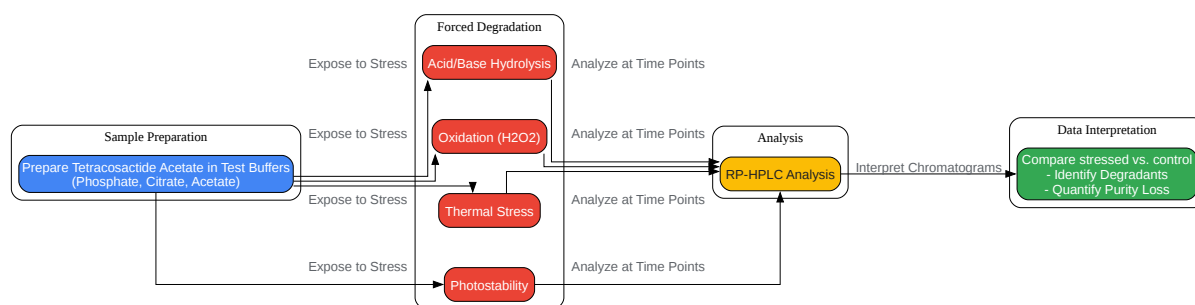 Forced Degradation
Expose to Stress
Acid/Base Hydrolysis
Analyze at Time Points
Sample Preparation
Expose to Stress
Oxidation (H2O2)
Analyze at Time Points
Analysis
Data Interpretation
Prepare Tetracosactide Acetate in Test Buffers
(Phosphate, Citrate, Acetate)
RP-HPLC Analysis
Interpret Chromatograms
Compare stressed vs. control
- Identify Degradants
- Quantify Purity Loss
Expose to Stress
Thermal Stress
Analyze at Time Points
Expose to Stress
Photostability
Analyze at Time Points